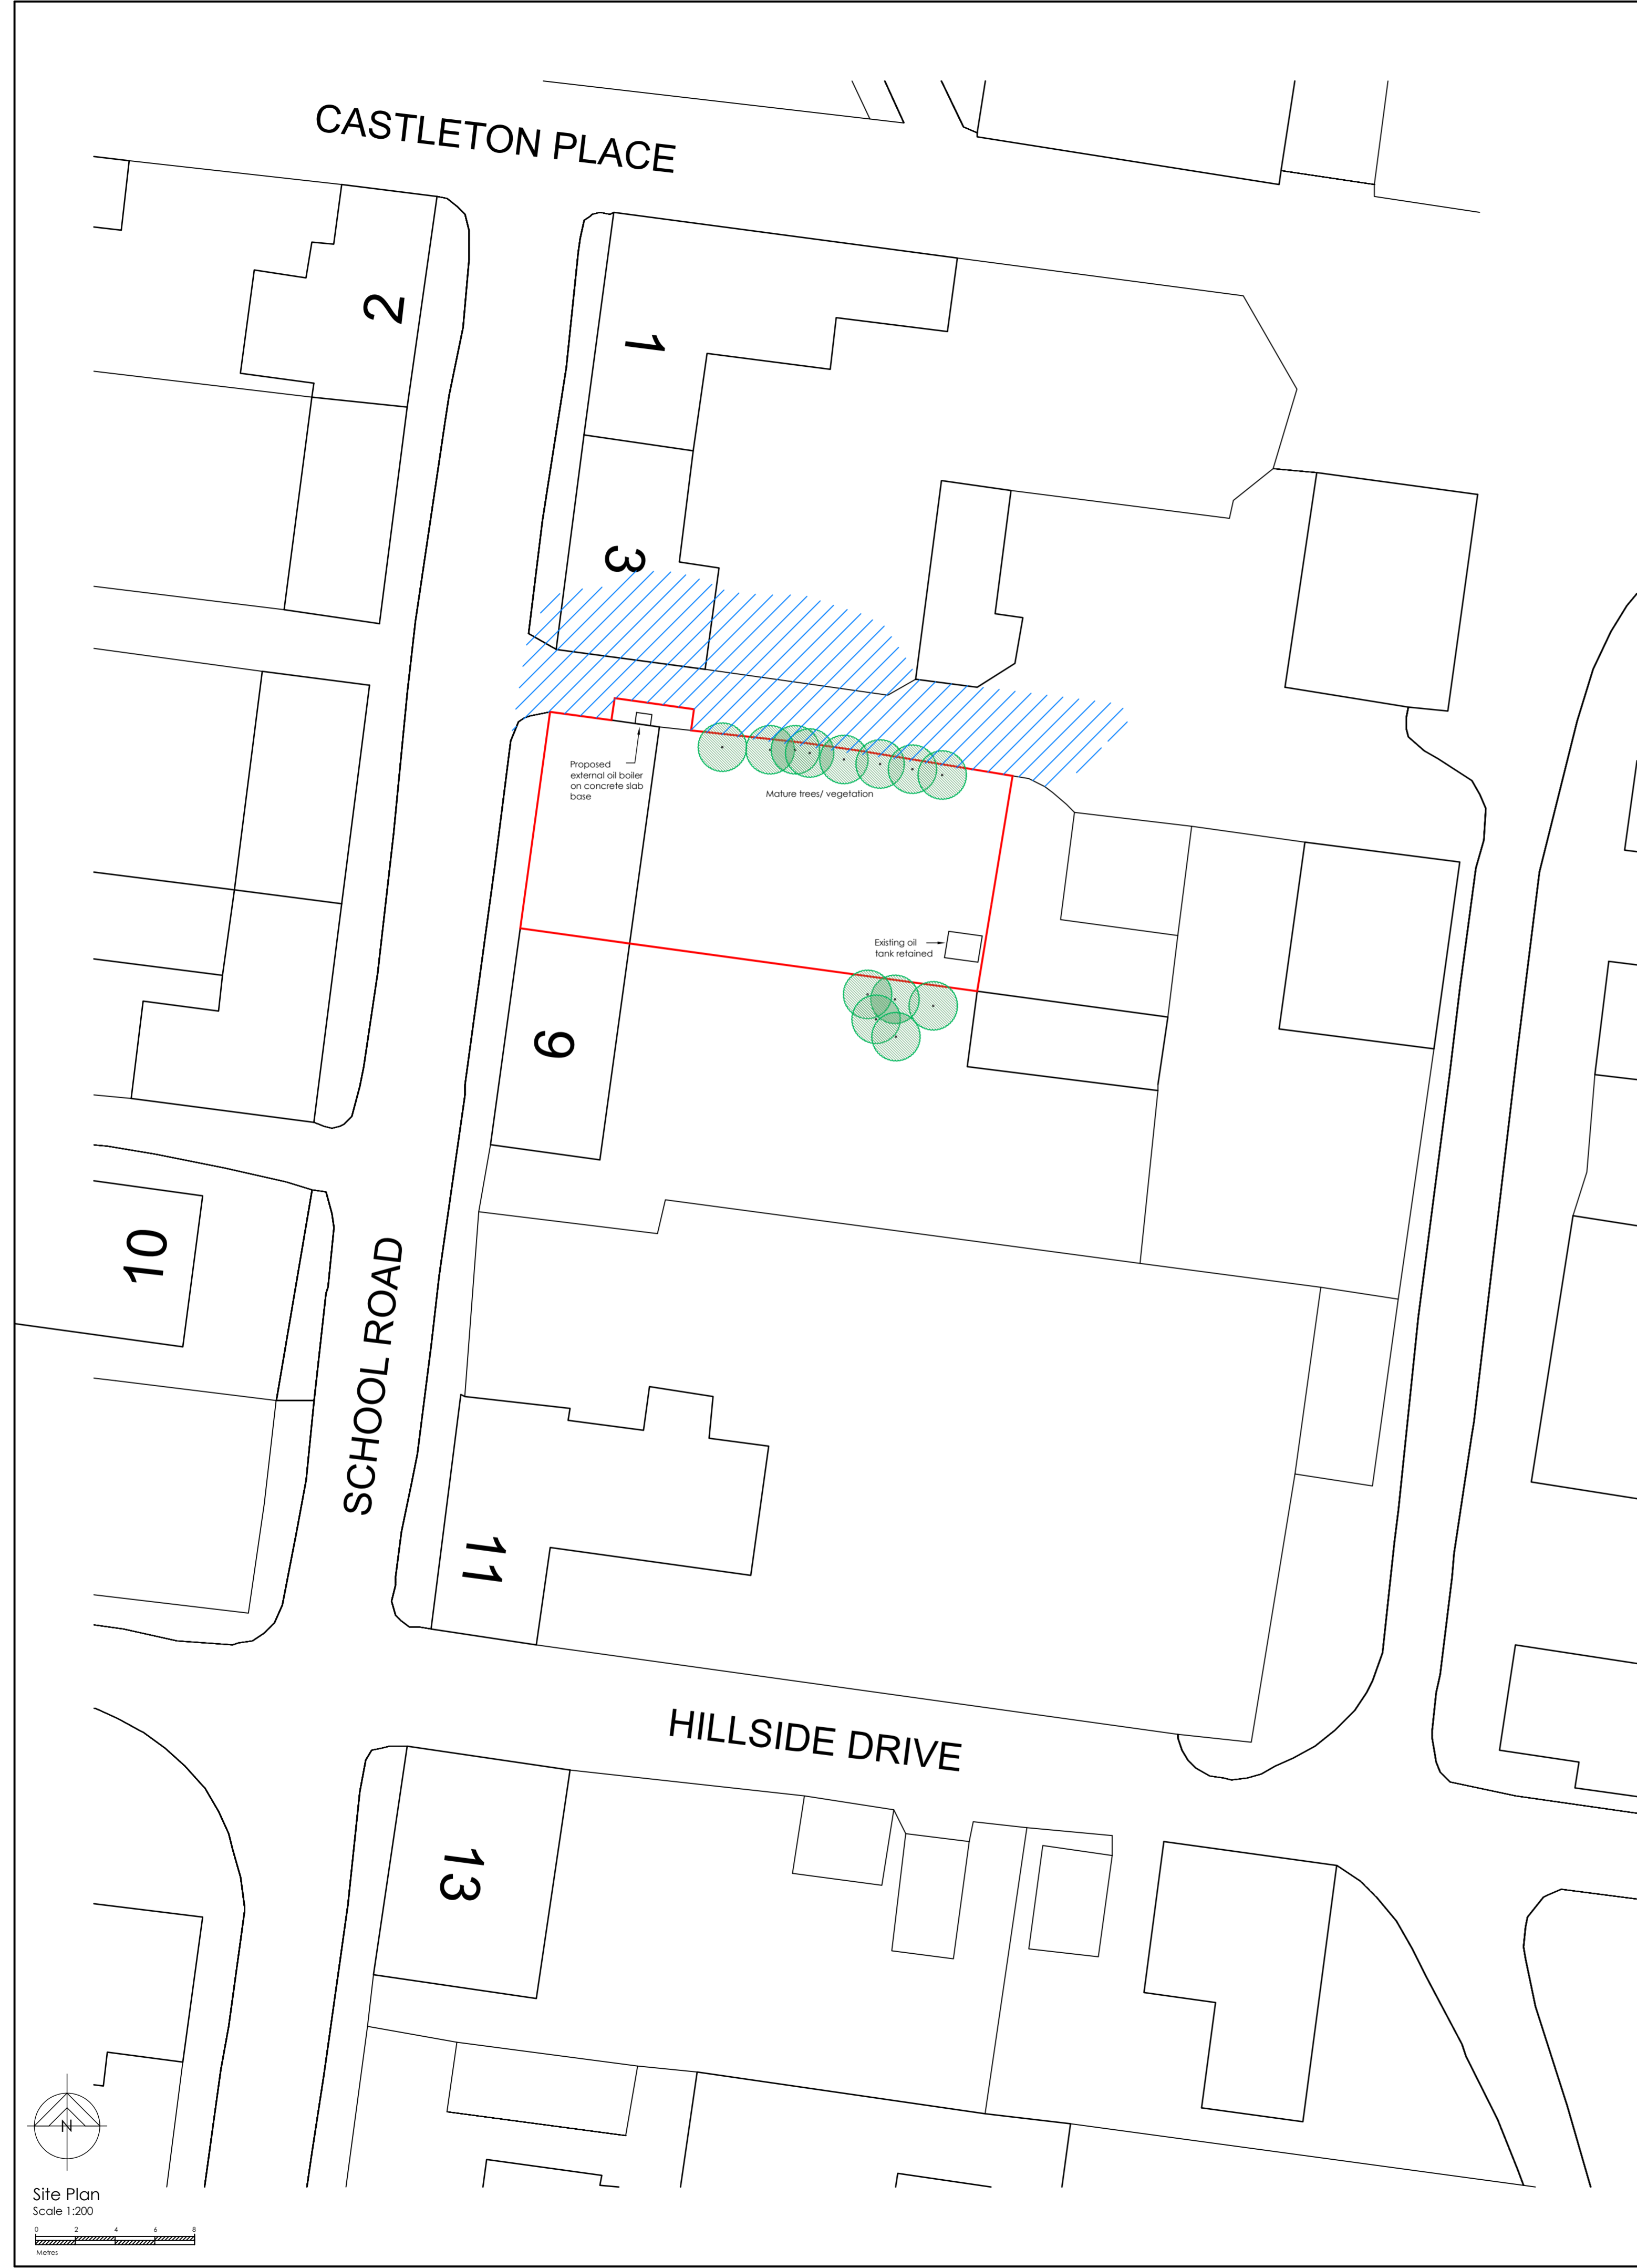 CASTLETON PLACE
2
1
3
Proposed
external oil boiler
on concrete slab
base
Mature trees/ vegetation
Existing oil
tank retained
9
10
SCHOOL ROAD
11
HILLSIDE DRIVE
13
N
Site Plan
Scale 1:200
0 2 4 6 8
Metres